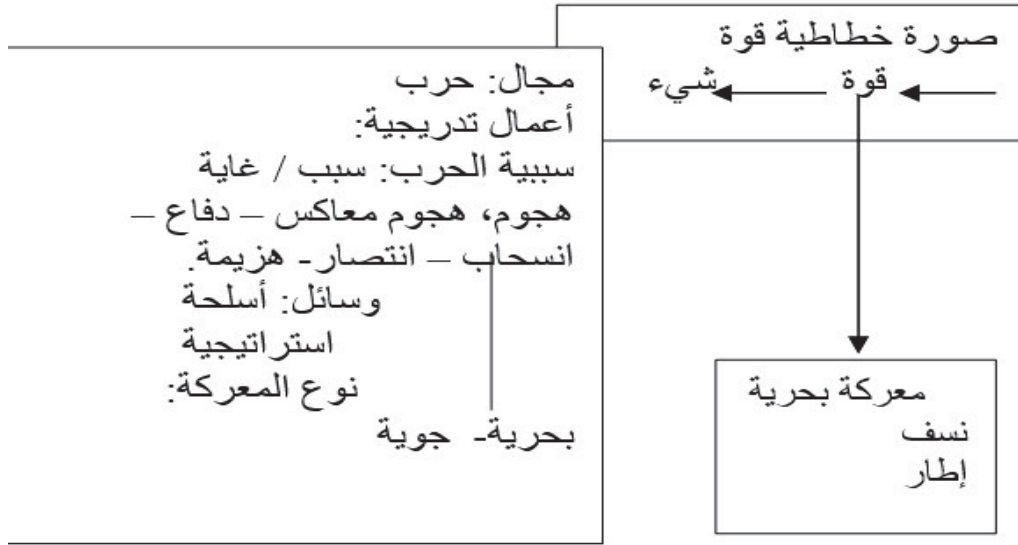 صورة خطاطية قوة
قوة شيء
مجال: حرب
أعمال تدريجية:
سببية الحرب: سبب / غاية
هجوم، هجوم معاكس – دفاع –
انسحاب – انتصار- هزيمة.
وسائل: أسلحة
استراتيجية
نوع المعركة:
بحرية- جوية
معركة بحرية
نسف
إطار